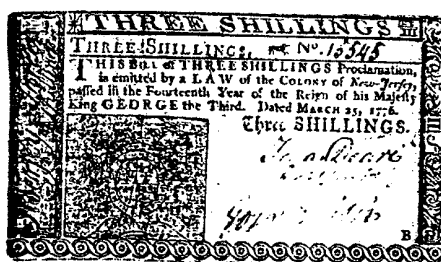 THREE SHILLINGS
THREE SHILLINGS, No. 13545
THIS Bill of THREE SHILLINGS Proclamation,
is emitted by a LAW of the COLONY of New-Jersey,
passed in the Fourteenth Year of the Reign of his Majesty
King GEORGE the Third. Dated MARCH 25, 1776.
Three SHILLINGS.
B